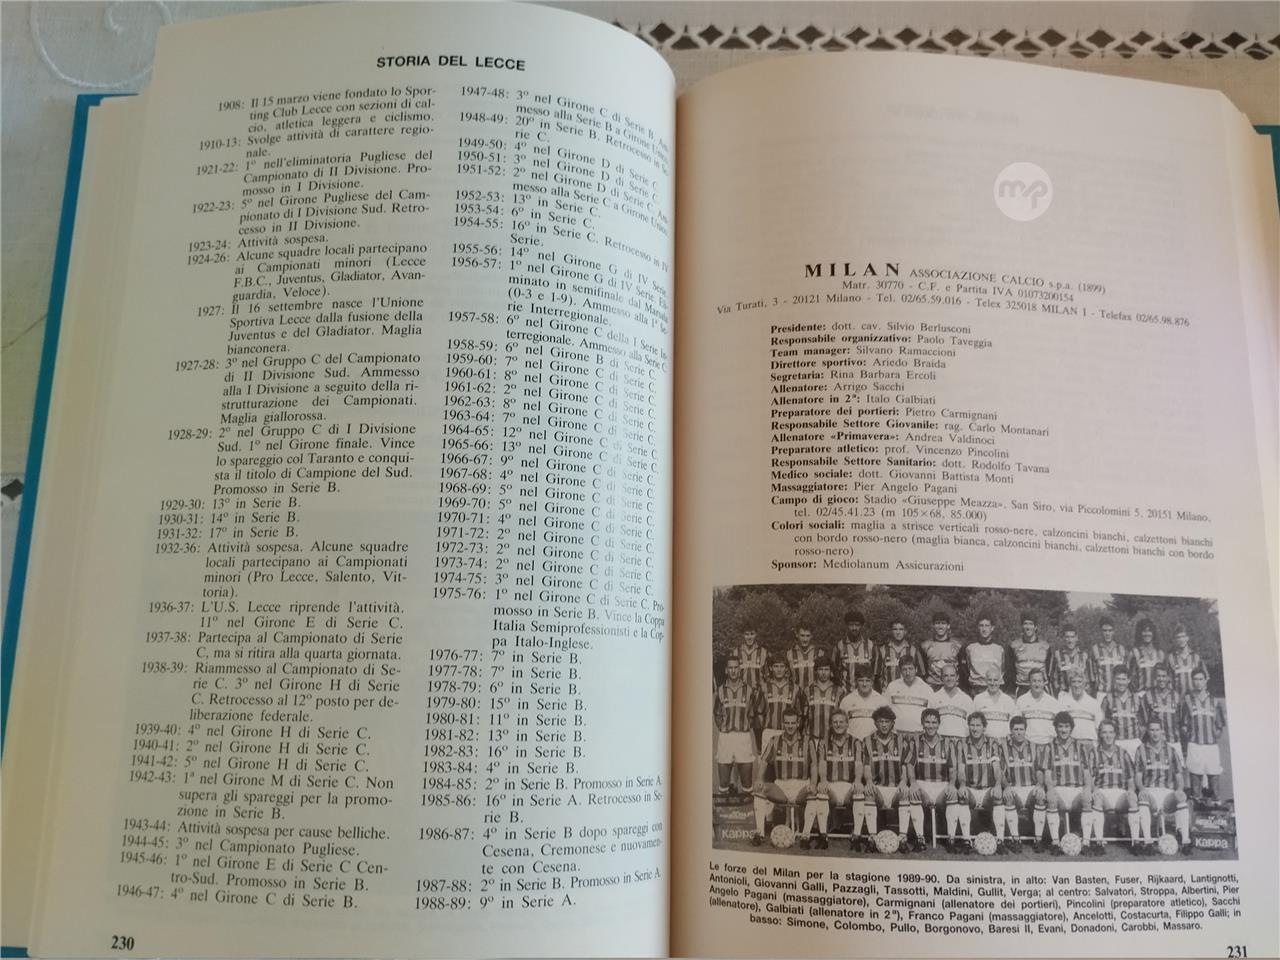 STORIA DEL LECCE
1908: Il 15 marzo viene fondato lo Spor-
ting Club Lecce con sezioni di cal-
cio, atletica leggera e ciclismo.
1910-13: Svolge attività di carattere regio-
nale.
1921-22: 1º nell'eliminatoria Pugliese del
Campionato di II Divisione. Pro-
mosso in I Divisione.
1922-23: 5º nel Girone Pugliese del Cam-
pionato di I Divisione Sud. Retro-
cesso in II Divisione.
1923-24: Attività sospesa.
1924-26: Alcune squadre locali partecipano
ai Campionati minori (Lecce
F.B.C., Juventus, Gladiator, Avan-
guardia, Veloce).
1927: Il 16 settembre nasce l'Unione
Sportiva Lecce dalla fusione della
Juventus e del Gladiator. Maglia
bianconera.
1927-28: 3º nel Gruppo C del Campionato
di II Divisione Sud. Ammesso
alla I Divisione a seguito della ri-
strutturazione dei Campionati.
Maglia giallorossa.
1928-29: 2º nel Gruppo C di I Divisione
Sud. 1º nel Girone finale. Vince
lo spareggio col Taranto e conqui-
sta il titolo di Campione del Sud.
Promosso in Serie B.
1929-30: 13º in Serie B.
1930-31: 14º in Serie B.
1931-32: 17º in Serie B.
1932-36: Attività sospesa. Alcune squadre
locali partecipano ai Campionati
minori (Pro Lecce, Salento, Vit-
toria).
1936-37: L'U.S. Lecce riprende l'attività.
11º nel Girone E di Serie C.
1937-38: Partecipa al Campionato di Serie
C, ma si ritira alla quarta giornata.
1938-39: Riammesso al Campionato di Se-
rie C. 3º nel Girone H di Serie
C. Retrocesso al 12º posto per de-
liberazione federale.
1939-40: 4º nel Girone H di Serie C.
1940-41: 2º nel Girone H di Serie C.
1941-42: 5º nel Girone H di Serie C.
1942-43: 1ª nel Girone M di Serie C. Non
supera gli spareggi per la promo-
zione in Serie B.
1943-44: Attività sospesa per cause belliche.
1944-45: 3º nel Campionato Pugliese.
1945-46: 1º nel Girone E di Serie C Cen-
tro-Sud. Promosso in Serie B.
1946-47: 4º nel Girone C di Serie B.
1947-48: 3º nel Girone C di Serie B. Am-
messo alla Serie B a Girone Unico.
1948-49: 20º in Serie B. Retrocesso in Se-
rie C.
1949-50: 4º nel Girone D di Serie C.
1950-51: 3º nel Girone D di Serie C.
1951-52: 2º nel Girone D di Serie C. Am-
messo alla Serie C a Girone Unico.
1952-53: 13º in Serie C.
1953-54: 6º in Serie C.
1954-55: 16º in Serie C. Retrocesso in IV
Serie.
1955-56: 14º nel Girone G di IV Serie.
1956-57: 1º nel Girone G di IV Serie. Eli-
minato in semifinale dal Marsala
(0-3 e 1-9). Ammesso alla 1ª Se-
rie Interregionale.
1957-58: 6º nel Girone C della I Serie In-
terregionale. Ammesso alla Serie C.
1958-59: 6º nel Girone B di Serie C.
1959-60: 7º nel Girone C di Serie C.
1960-61: 8º nel Girone C di Serie C.
1961-62: 2º nel Girone C di Serie C.
1962-63: 8º nel Girone C di Serie C.
1963-64: 7º nel Girone C di Serie C.
1964-65: 12º nel Girone C di Serie C.
1965-66: 13º nel Girone C di Serie C.
1966-67: 9º nel Girone C di Serie C.
1967-68: 4º nel Girone C di Serie C.
1968-69: 5º nel Girone C di Serie C.
1969-70: 5º nel Girone C di Serie C.
1970-71: 4º nel Girone C di Serie C.
1971-72: 2º nel Girone C di Serie C.
1972-73: 2º nel Girone C di Serie C.
1973-74: 2º nel Girone C di Serie C.
1974-75: 3º nel Girone C di Serie C.
1975-76: 1º nel Girone C di Serie C. Pro-
mosso in Serie B. Vince la Coppa
Italia Semiprofessionisti e la Cop-
pa Italo-Inglese.
1976-77: 7º in Serie B.
1977-78: 7º in Serie B.
1978-79: 6º in Serie B.
1979-80: 15º in Serie B.
1980-81: 11º in Serie B.
1981-82: 13º in Serie B.
1982-83: 16º in Serie B.
1983-84: 4º in Serie B.
1984-85: 2º in Serie B. Promosso in Serie A
1985-86: 16º in Serie A. Retrocesso in Se-
rie B.
1986-87: 4º in Serie B dopo spareggi con
Cesena, Cremonese e nuovamen-
te con Cesena.
1987-88: 2º in Serie B. Promosso in Serie A
1988-89: 9º in Serie A.
230
mp
MILAN ASSOCIAZIONE CALCIO s.p.a. (1899)
Matr. 30770 - C.F. e Partita IVA 01073200154
Via Turati, 3 - 20121 Milano - Tel. 02/65.59.016 - Telex 325018 MILAN 1 - Telefax 02/65.98.876
Presidente: dott. cav. Silvio Berlusconi
Responsabile organizzativo: Paolo Taveggia
Team manager: Silvano Ramaccioni
Direttore sportivo: Ariedo Braida
Segretaria: Rina Barbara Ercoli
Allenatore: Arrigo Sacchi
Allenatore in 2ª: Italo Galbiati
Preparatore dei portieri: Pietro Carmignani
Responsabile Settore Giovanile: rag. Carlo Montanari
Allenatore «Primavera»: Andrea Valdinoci
Preparatore atletico: prof. Vincenzo Pincolini
Responsabile Settore Sanitario: dott. Rodolfo Tavana
Medico sociale: dott. Giovanni Battista Monti
Massaggiatore: Pier Angelo Pagani
Campo di gioco: Stadio «Giuseppe Meazza», San Siro, via Piccolomini 5, 20151 Milano,
tel. 02/45.41.23 (m 105×68, 85.000)
Colori sociali: maglia a strisce verticali rosso-nere, calzoncini bianchi, calzettoni bianchi
con bordo rosso-nero (maglia bianca, calzoncini bianchi, calzettoni bianchi con bordo
rosso-nero)
Sponsor: Mediolanum Assicurazioni
Kappa
Kappa
Le forze del Milan per la stagione 1989-90. Da sinistra, in alto: Van Basten, Fuser, Rijkaard, Lantignotti,
Antonioli, Giovanni Galli, Pazzagli, Tassotti, Maldini, Gullit, Verga; al centro: Salvatori, Stroppa, Albertini, Pier
Angelo Pagani (massaggiatore), Carmignani (allenatore dei portieri), Pincolini (preparatore atletico), Sacchi
(allenatore), Galbiati (allenatore in 2ª), Franco Pagani (massaggiatore), Ancelotti, Costacurta, Filippo Galli; in
basso: Simone, Colombo, Pullo, Borgonovo, Baresi II, Evani, Donadoni, Carobbi, Massaro.
231